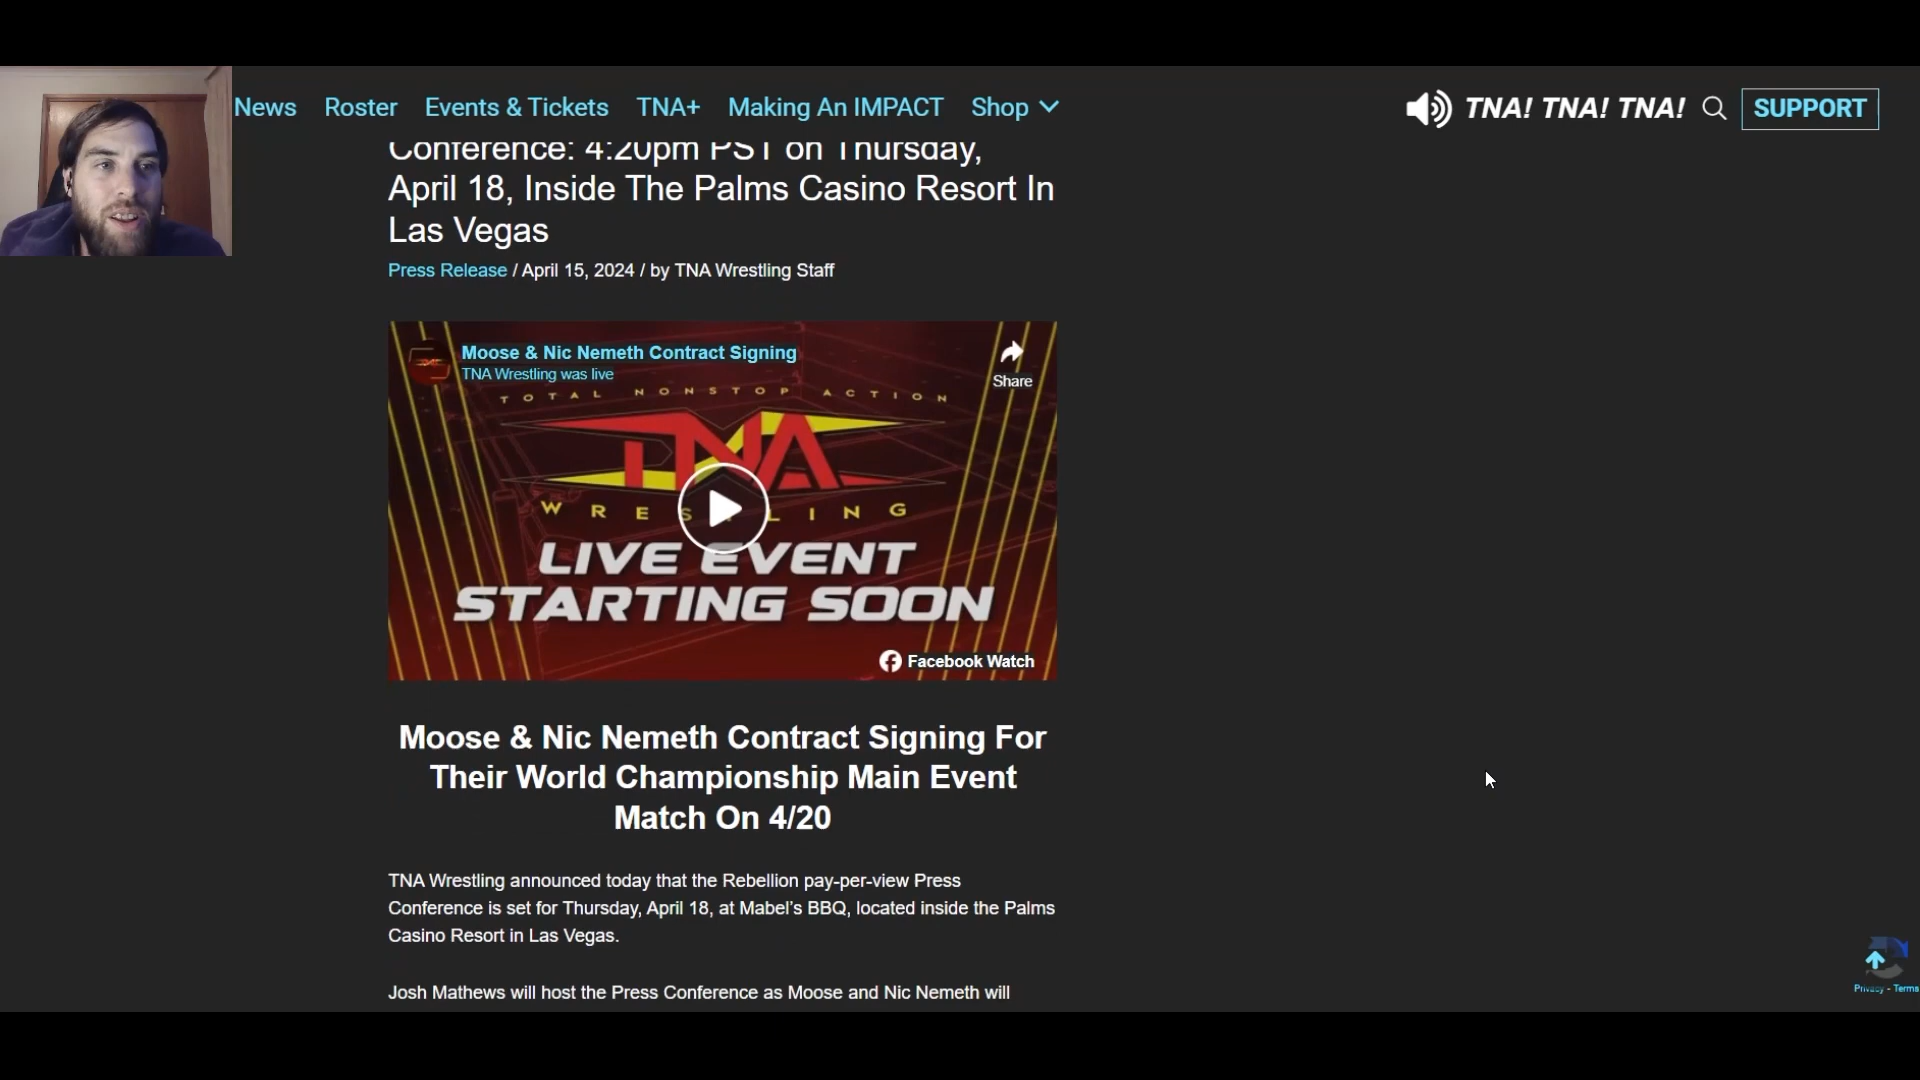 News Roster Events & Tickets TNA+ Making An IMPACT Shop TNA! TNA! TNA! SUPPORT
Conference: 4:20pm PST on Thursday,
April 18, Inside The Palms Casino Resort In
Las Vegas
Press Release / April 15, 2024 / by TNA Wrestling Staff
Moose & Nic Nemeth Contract Signing
TNA Wrestling was live
Share
TOTAL NONSTOP ACTION
TNA
WRESTLING
LIVE EVENT
STARTING SOON
Facebook Watch
Moose & Nic Nemeth Contract Signing For
Their World Championship Main Event
Match On 4/20
TNA Wrestling announced today that the Rebellion pay-per-view Press
Conference is set for Thursday, April 18, at Mabel’s BBQ, located inside the Palms
Casino Resort in Las Vegas.
Josh Mathews will host the Press Conference as Moose and Nic Nemeth will
Privacy - Terms